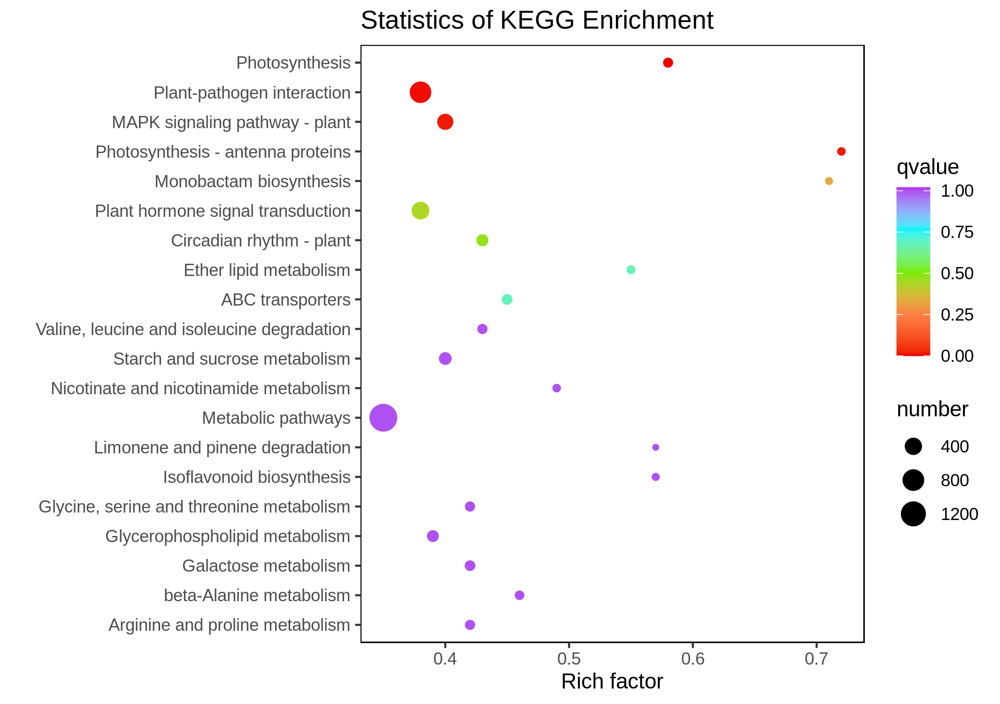 Statistics of KEGG Enrichment
Photosynthesis
Plant-pathogen interaction
MAPK signaling pathway - plant
Photosynthesis - antenna proteins
Monobactam biosynthesis
Plant hormone signal transduction
Circadian rhythm - plant
Ether lipid metabolism
ABC transporters
Valine, leucine and isoleucine degradation
Starch and sucrose metabolism
Nicotinate and nicotinamide metabolism
Metabolic pathways
Limonene and pinene degradation
Isoflavonoid biosynthesis
Glycine, serine and threonine metabolism
Glycerophospholipid metabolism
Galactose metabolism
beta-Alanine metabolism
Arginine and proline metabolism
0.4 0.5 0.6 0.7
Rich factor
qvalue
1.00
0.75
0.50
0.25
0.00
number
400
800
1200